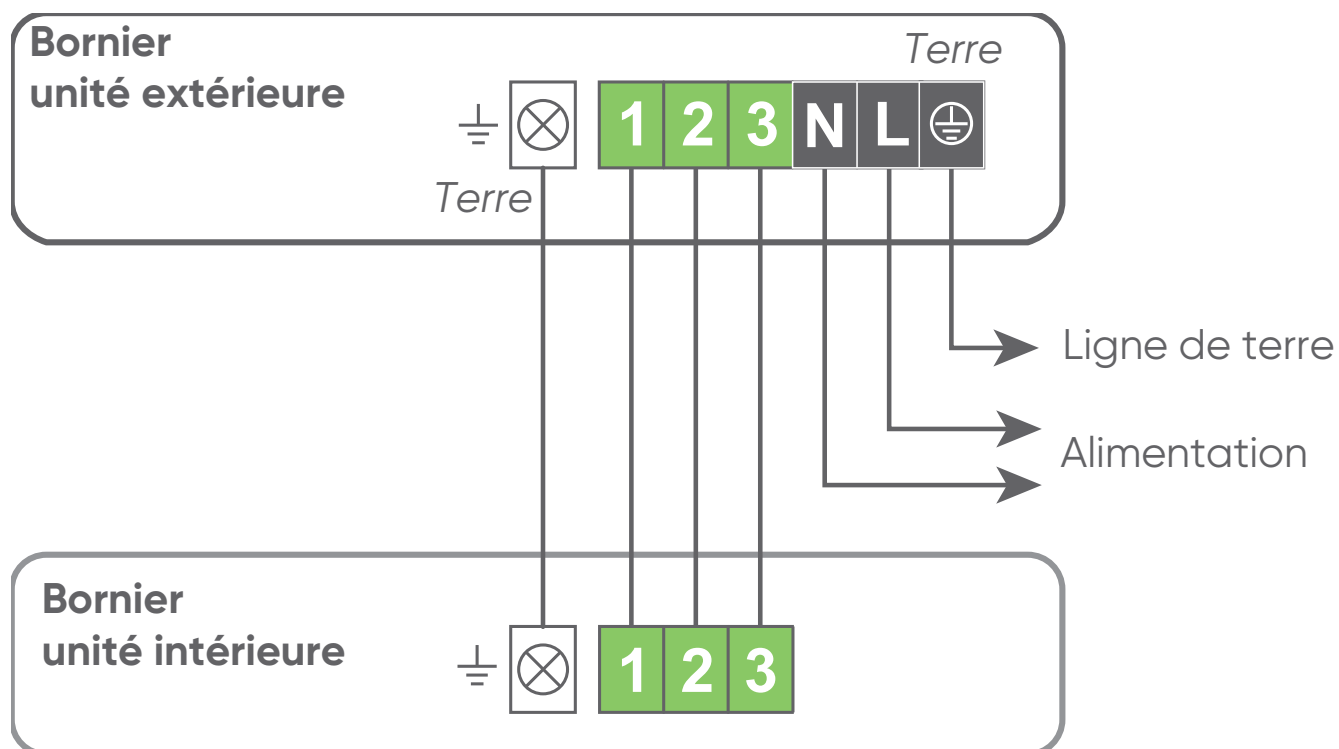 Bornier
unité extérieure
Terre
1 2 3 N L
Terre
Ligne de terre
Alimentation
Bornier
unité intérieure
1 2 3